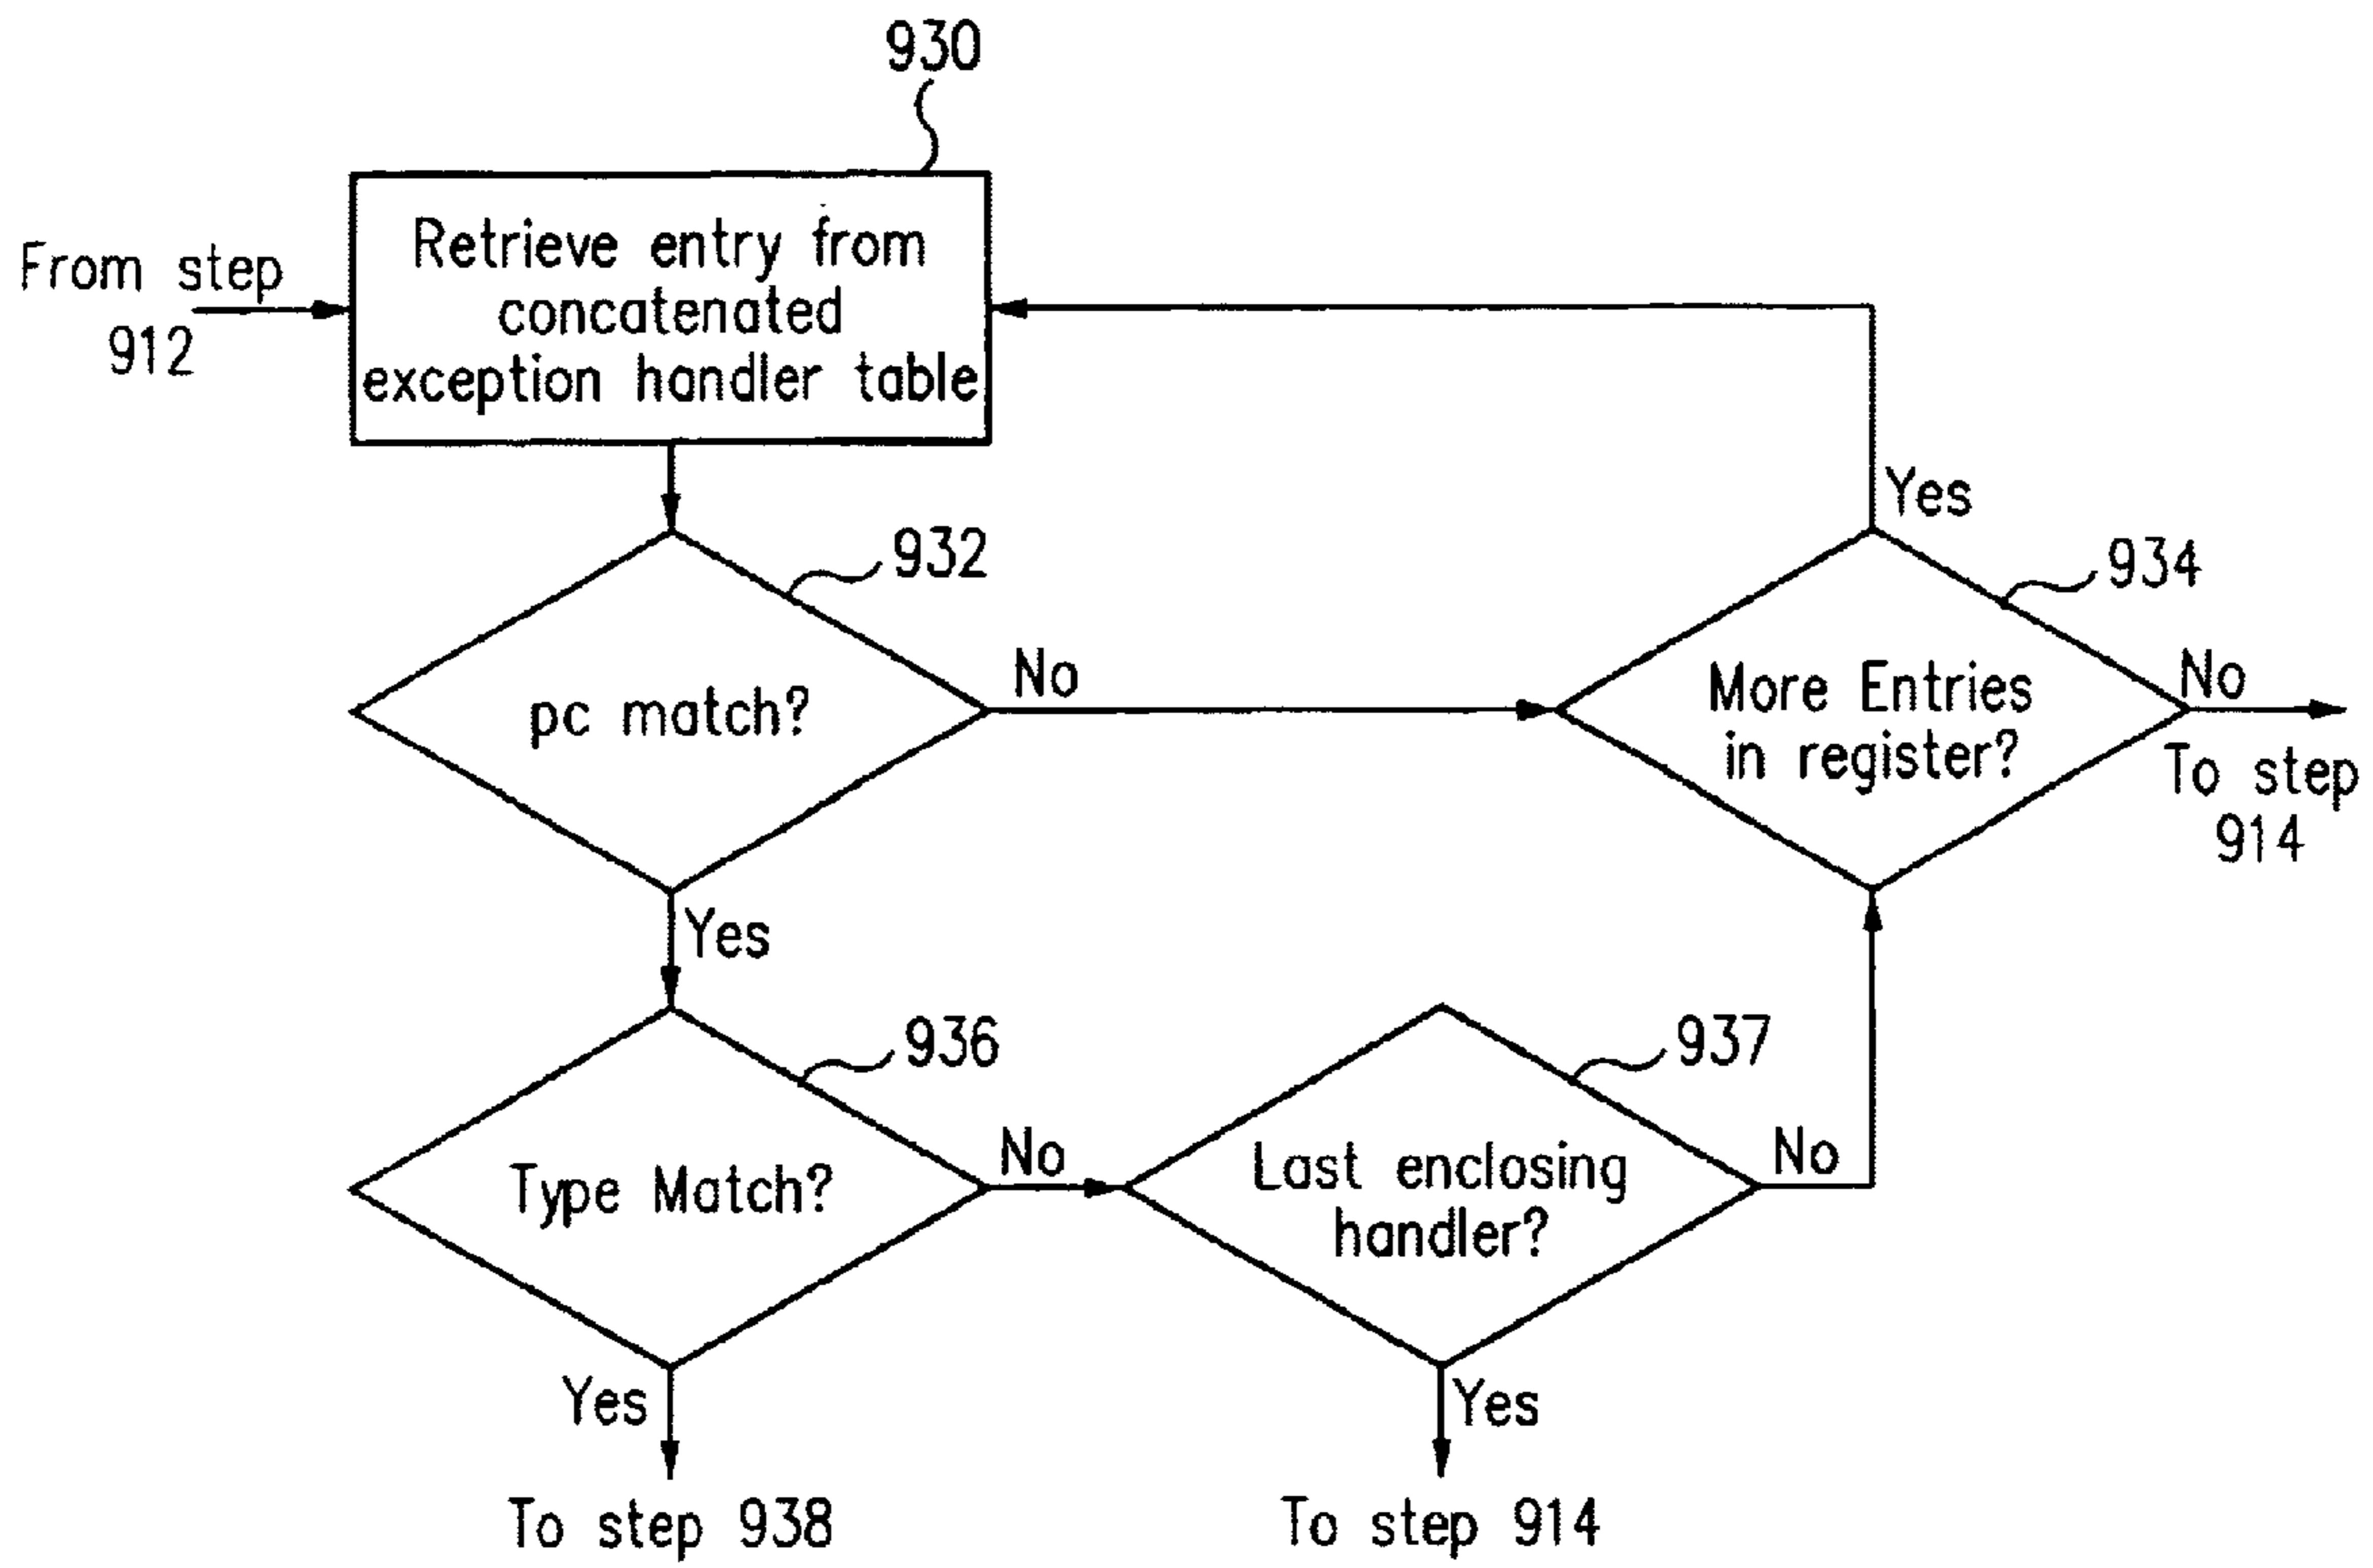 930
From step
912
Retrieve entry from
concatenated
exception handler table
Yes
932
934
pc match?
No
More Entries
in register?
No
To step
914
Yes
936
937
Type Match?
No
Last enclosing
handler?
No
Yes
Yes
To step 938
To step 914